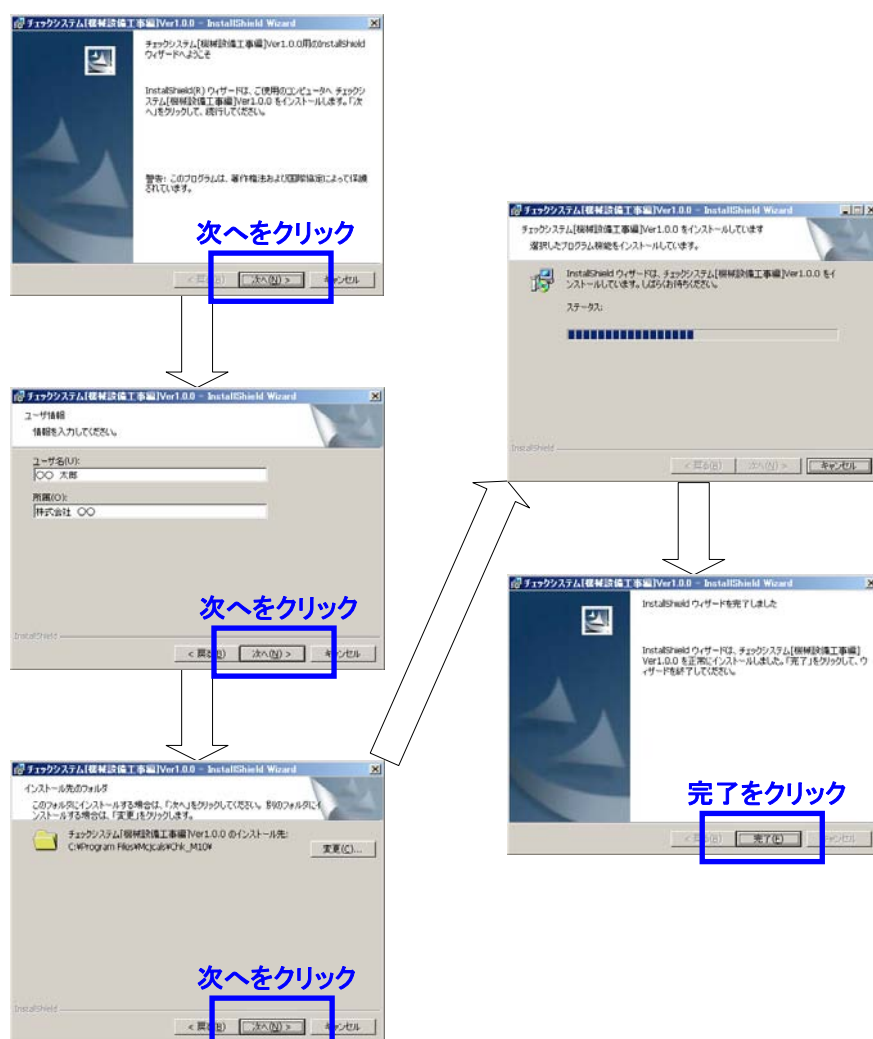 チェックシステム[機械設備工事編]Ver1.0.0 - InstallShield Wizard
チェックシステム[機械設備工事編]Ver1.0.0用のInstallShield
ウィザードへようこそ
InstallShield(R) ウィザードは、ご使用のコンピュータへ チェックシ
ステム[機械設備工事編]Ver1.0.0 をインストールします。「次
へ」をクリックして、続行してください。
警告: このプログラムは、著作権法および国際協定によって保護
されています。
次へをクリック
< 戻る(B)
次へ(N) >
キャンセル
チェックシステム[機械設備工事編]Ver1.0.0 - InstallShield Wizard
ユーザ情報
情報を入力してください。
ユーザ名(U):
○○ 太郎
所属(O):
株式会社 ○○
次へをクリック
InstallShield
< 戻る(B)
次へ(N) >
キャンセル
チェックシステム[機械設備工事編]Ver1.0.0 - InstallShield Wizard
インストール先のフォルダ
このフォルダにインストールする場合は、「次へ」をクリックしてください。別のフォルダにイ
ンストールする場合は、「変更」をクリックします。
チェックシステム[機械設備工事編]Ver1.0.0 のインストール先:
C:¥Program Files¥Mcjcals¥Chk_M10¥
変更(C)...
次へをクリック
InstallShield
< 戻る(B)
次へ(N) >
キャンセル
チェックシステム[機械設備工事編]Ver1.0.0 - InstallShield Wizard
チェックシステム[機械設備工事編]Ver1.0.0 をインストールしています
選択したプログラム機能をインストールしています。
InstallShield ウィザードは、チェックシステム[機械設備工事編]Ver1.0.0 をイ
ンストールしています。しばらくお待ちください。
ステータス:
InstallShield
< 戻る(B)
次へ(N) >
キャンセル
チェックシステム[機械設備工事編]Ver1.0.0 - InstallShield Wizard
InstallShield ウィザードを完了しました
InstallShield ウィザードは、チェックシステム[機械設備工事編]
Ver1.0.0 を正常にインストールしました。「完了」をクリックして、ウ
ィザードを終了してください。
完了をクリック
< 戻る(B)
完了(F)
キャンセル